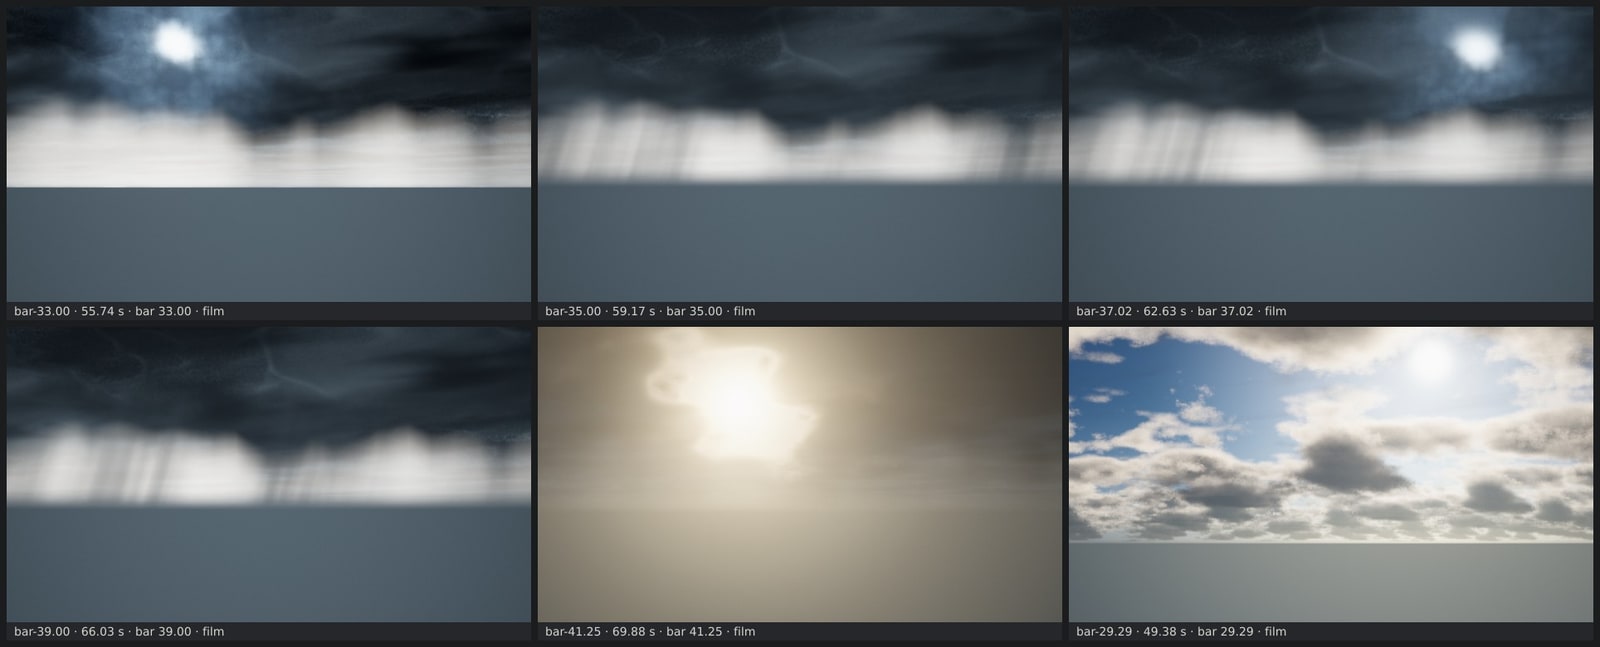 bar-33.00 · 55.74 s · bar 33.00 · film
bar-35.00 · 59.17 s · bar 35.00 · film
bar-37.02 · 62.63 s · bar 37.02 · film
bar-39.00 · 66.03 s · bar 39.00 · film
bar-41.25 · 69.88 s · bar 41.25 · film
bar-29.29 · 49.38 s · bar 29.29 · film